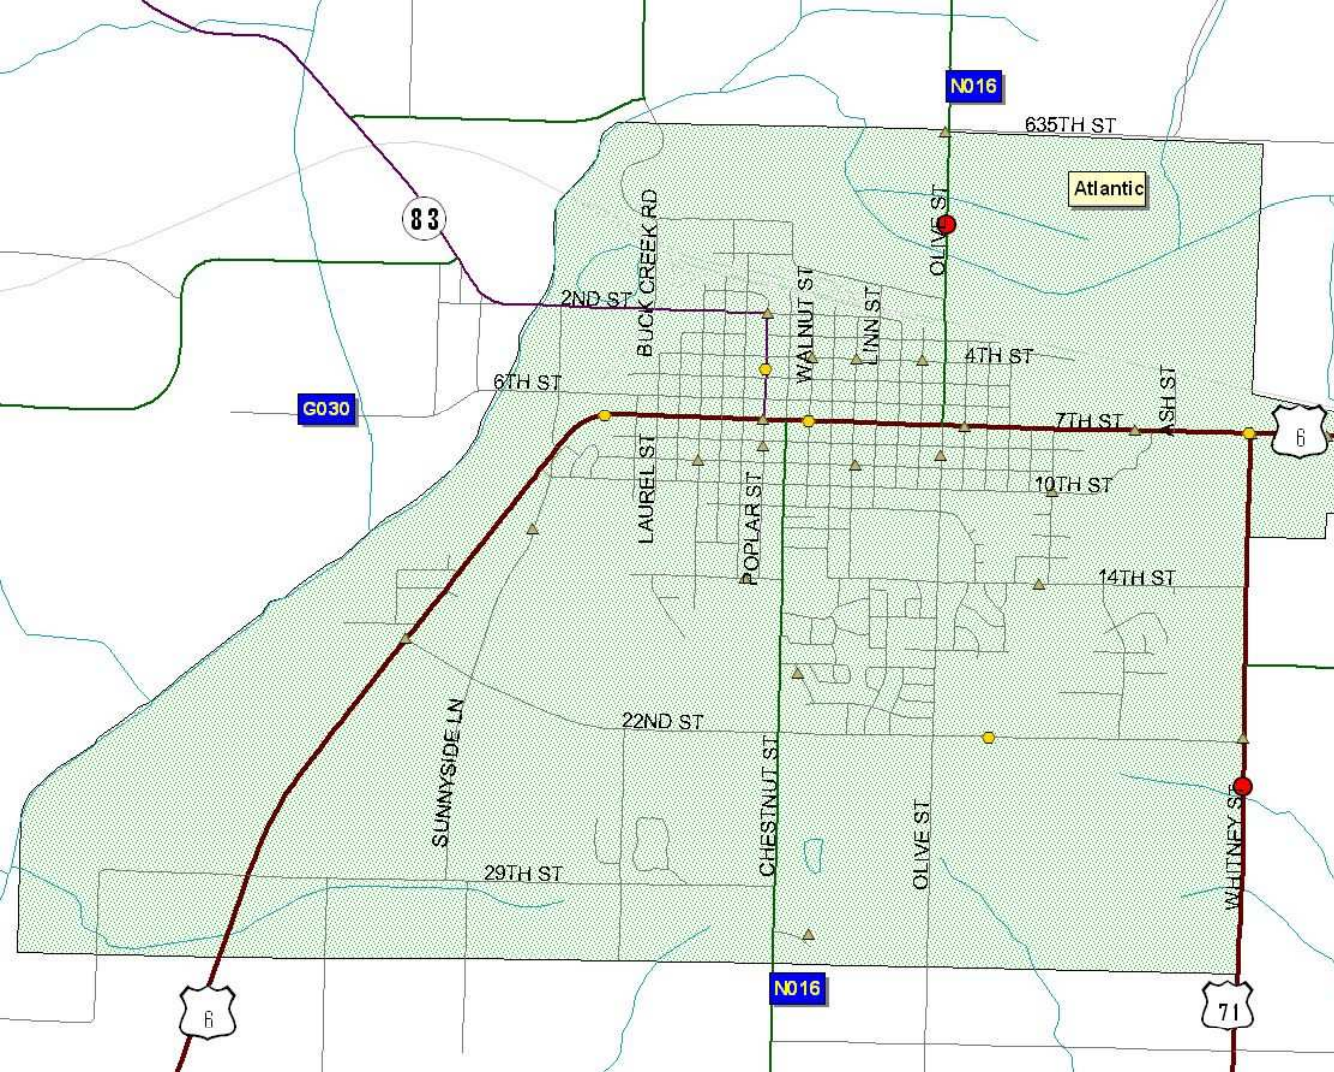 N016
635TH ST
Atlantic
83
OLIVE ST
BUCK CREEK RD
2ND ST
WALNUT ST
LINN ST
4TH ST
6TH ST
G030
ASH ST
7TH ST
6
LAUREL ST
10TH ST
POPLAR ST
14TH ST
22ND ST
SUNNYSIDE LN
CHESTNUT ST
OLIVE ST
WHITNEY ST
29TH ST
N016
6
71